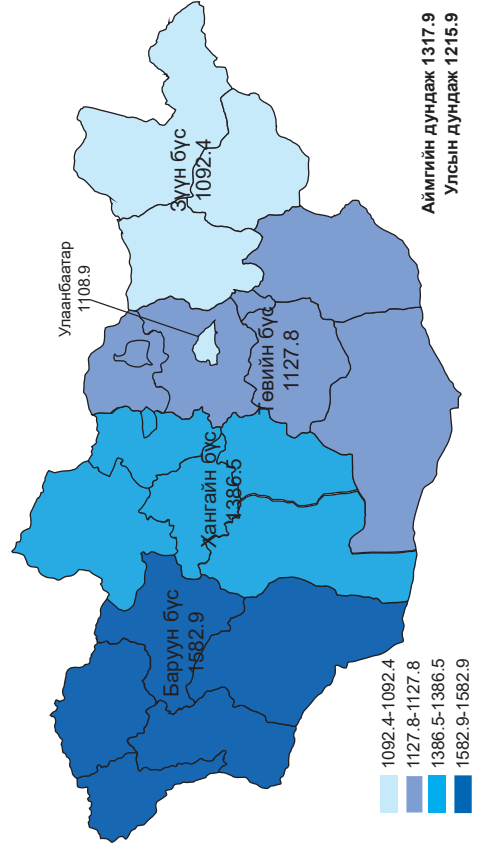 Улаанбаатар
1108.9
Зүүн бүс
1092.4
Төвийн бүс
1127.8
Хангайн бүс
1386.5
Баруун бүс
1582.9
1092.4-1092.4
1127.8-1127.8
1386.5-1386.5
1582.9-1582.9
Аймгийн дундаж 1317.9
Улсын дундаж 1215.9